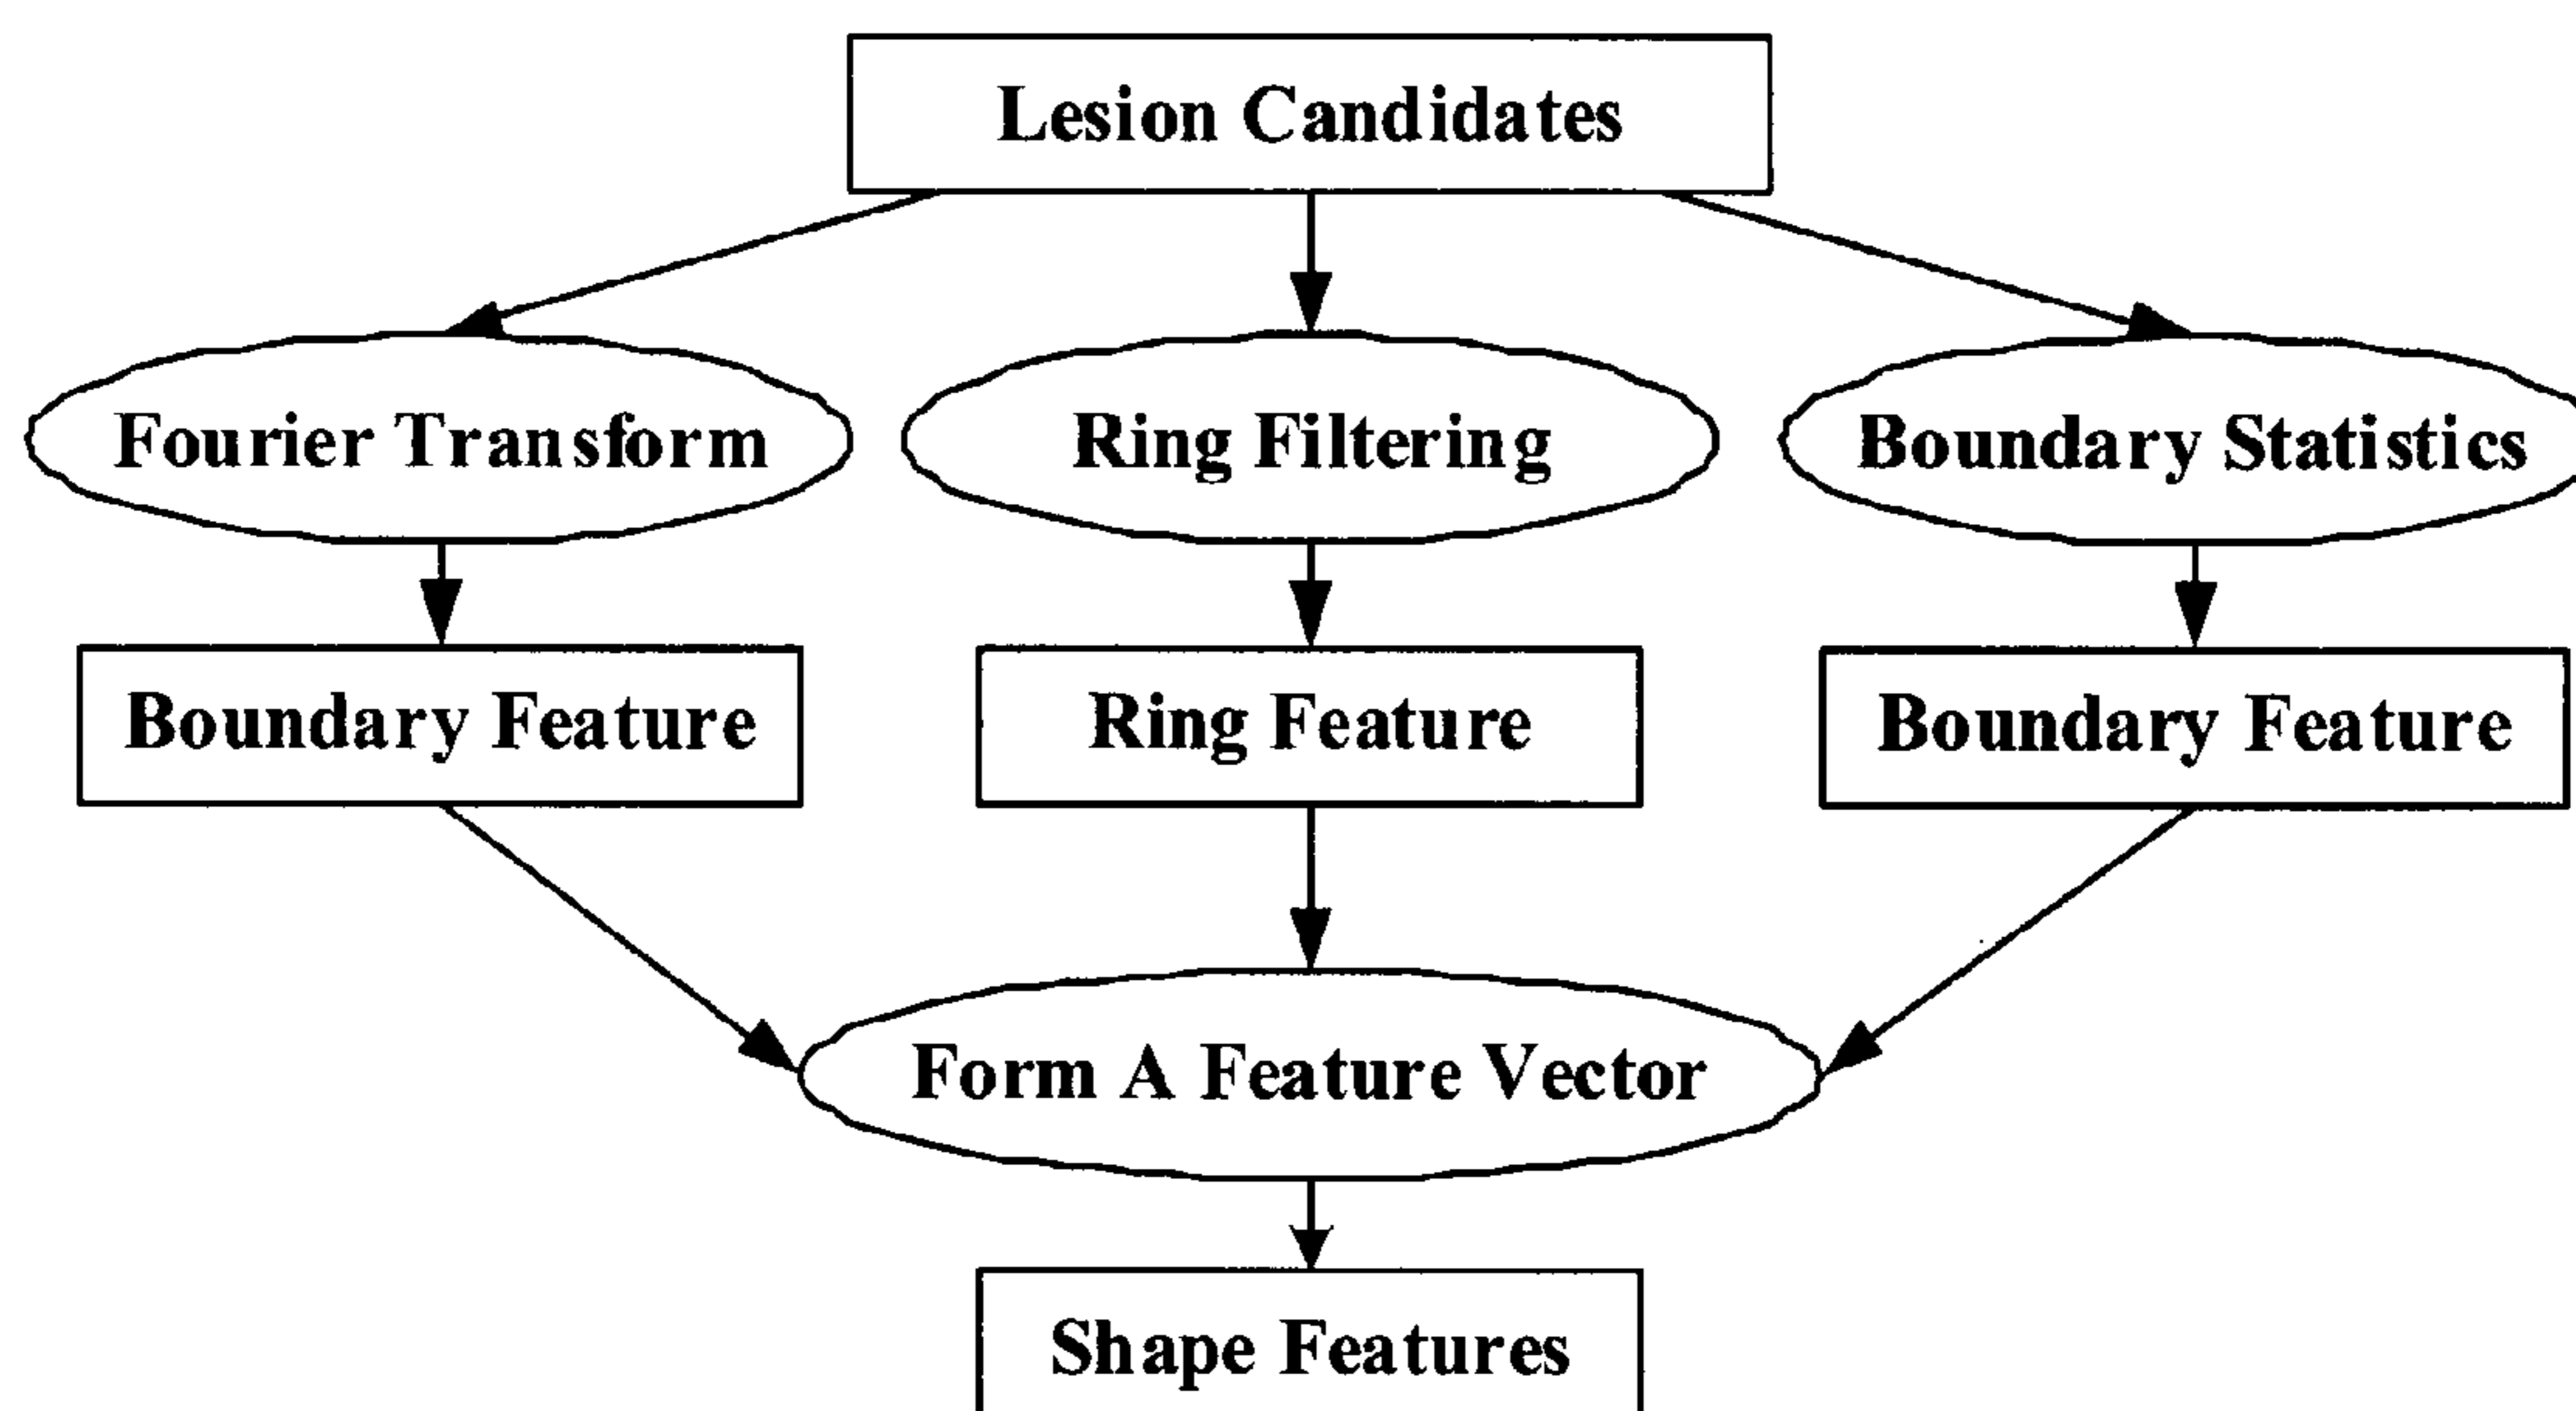 Lesion Candidates
Fourier Transform
Ring Filtering
Boundary Statistics
Boundary Feature
Ring Feature
Boundary Feature
Form A Feature Vector
Shape Features